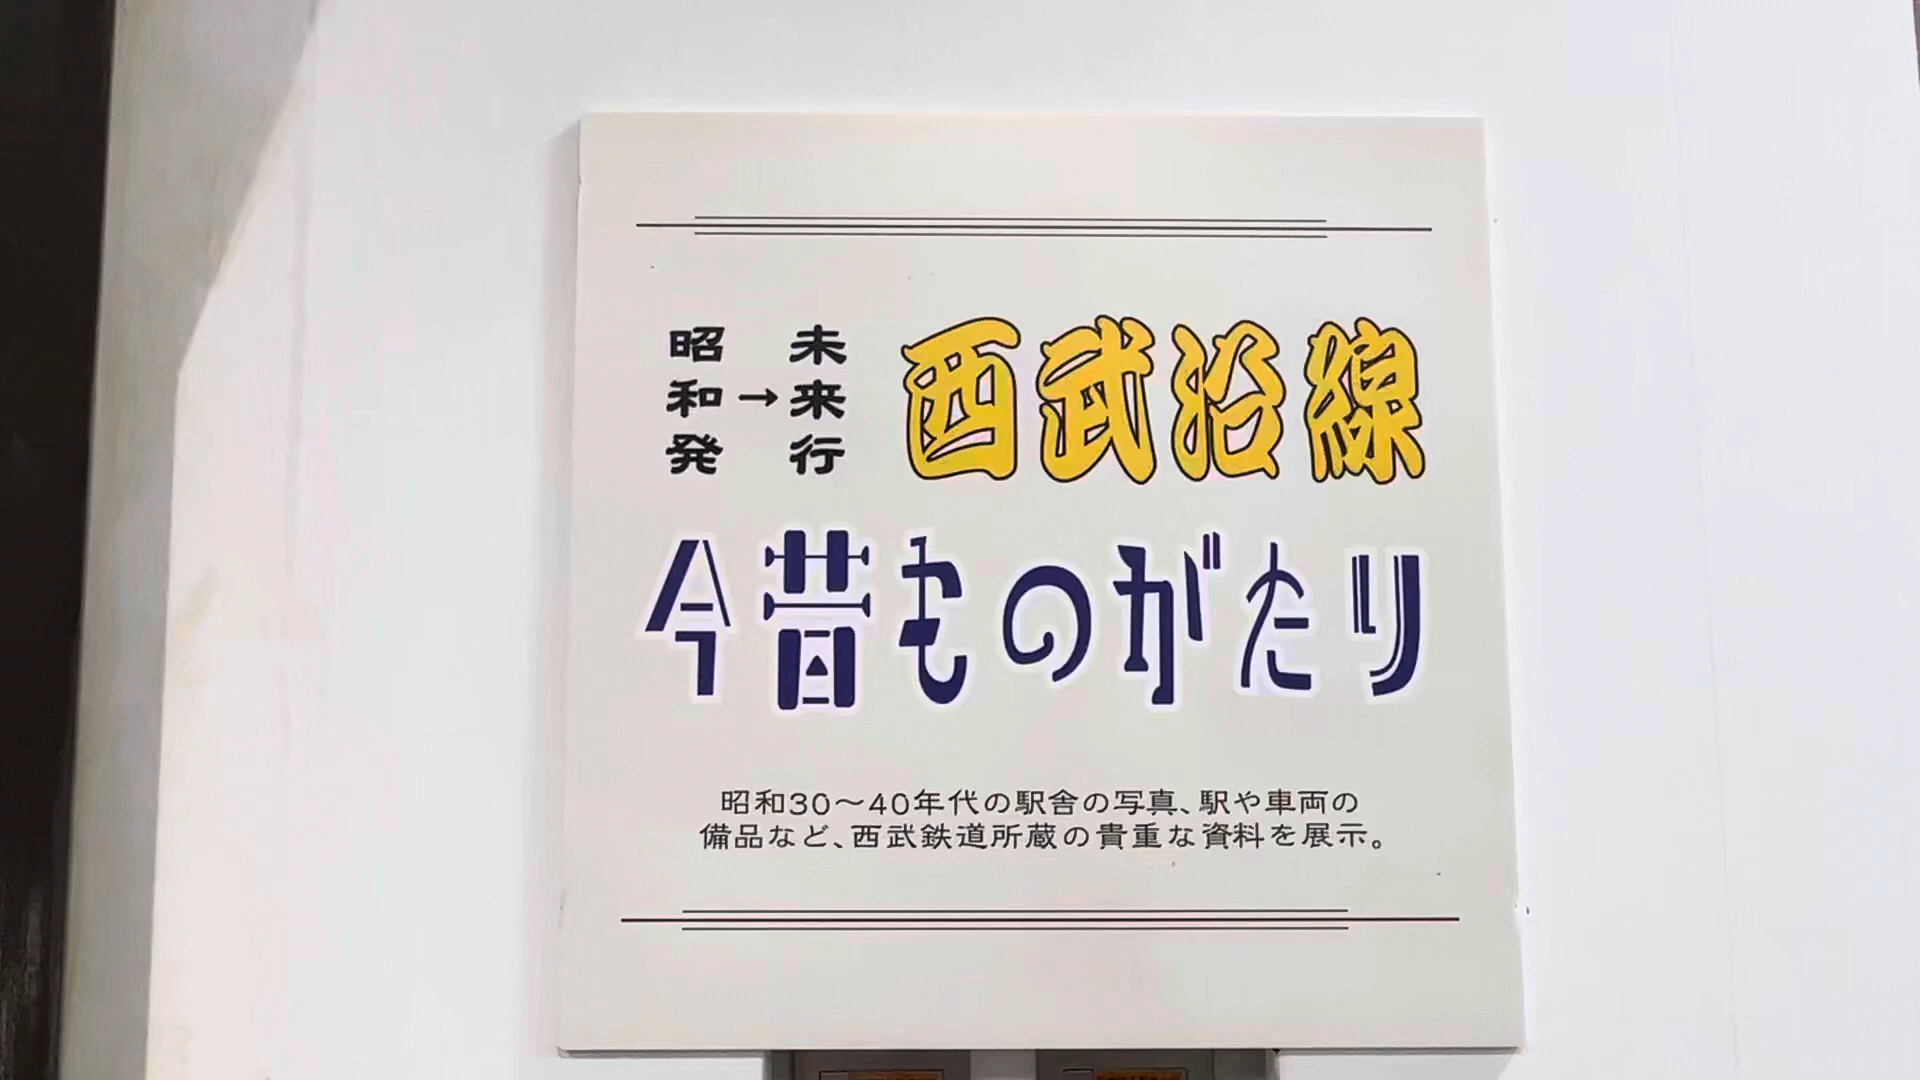 昭和発→未来行
西武沿線
今昔ものがたり
昭和30〜40年代の駅舎の写真、駅や車両の
備品など、西武鉄道所蔵の貴重な資料を展示。